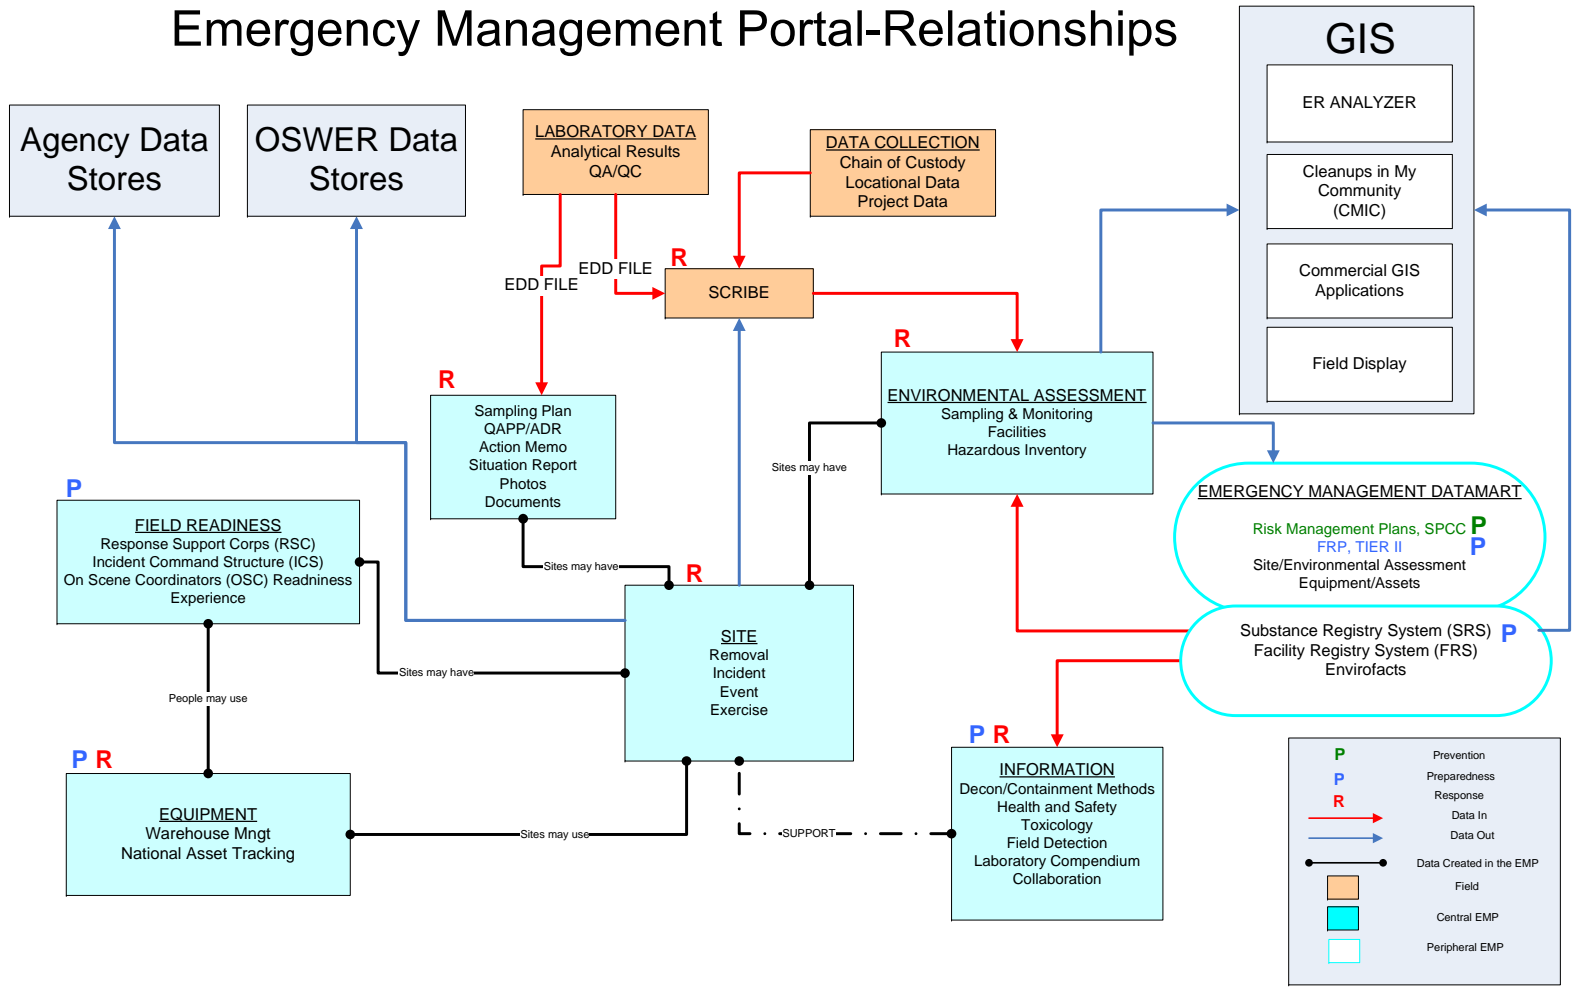 Emergency Management Portal-Relationships
GIS
ER ANALYZER
Cleanups in My
Community
(CMIC)
Commercial GIS
Applications
Field Display
Agency Data
Stores
OSWER Data
Stores
LABORATORY DATA
Analytical Results
QA/QC
DATA COLLECTION
Chain of Custody
Locational Data
Project Data
EDD FILE
EDD FILE
R
SCRIBE
R
Sampling Plan
QAPP/ADR
Action Memo
Situation Report
Photos
Documents
R
ENVIRONMENTAL ASSESSMENT
Sampling & Monitoring
Facilities
Hazardous Inventory
Sites may have
EMERGENCY MANAGEMENT DATAMART
Risk Management Plans, SPCC P
FRP, TIER II P
Site/Environmental Assessment
Equipment/Assets
Substance Registry System (SRS) P
Facility Registry System (FRS)
Envirofacts
P
FIELD READINESS
Response Support Corps (RSC)
Incident Command Structure (ICS)
On Scene Coordinators (OSC) Readiness
Experience
Sites may have
R
SITE
Removal
Incident
Event
Exercise
Sites may have
People may use
P R
EQUIPMENT
Warehouse Mngt
National Asset Tracking
Sites may use
SUPPORT
P R
INFORMATION
Decon/Containment Methods
Health and Safety
Toxicology
Field Detection
Laboratory Compendium
Collaboration
P Prevention
P Preparedness
R Response
Data In
Data Out
Data Created in the EMP
Field
Central EMP
Peripheral EMP